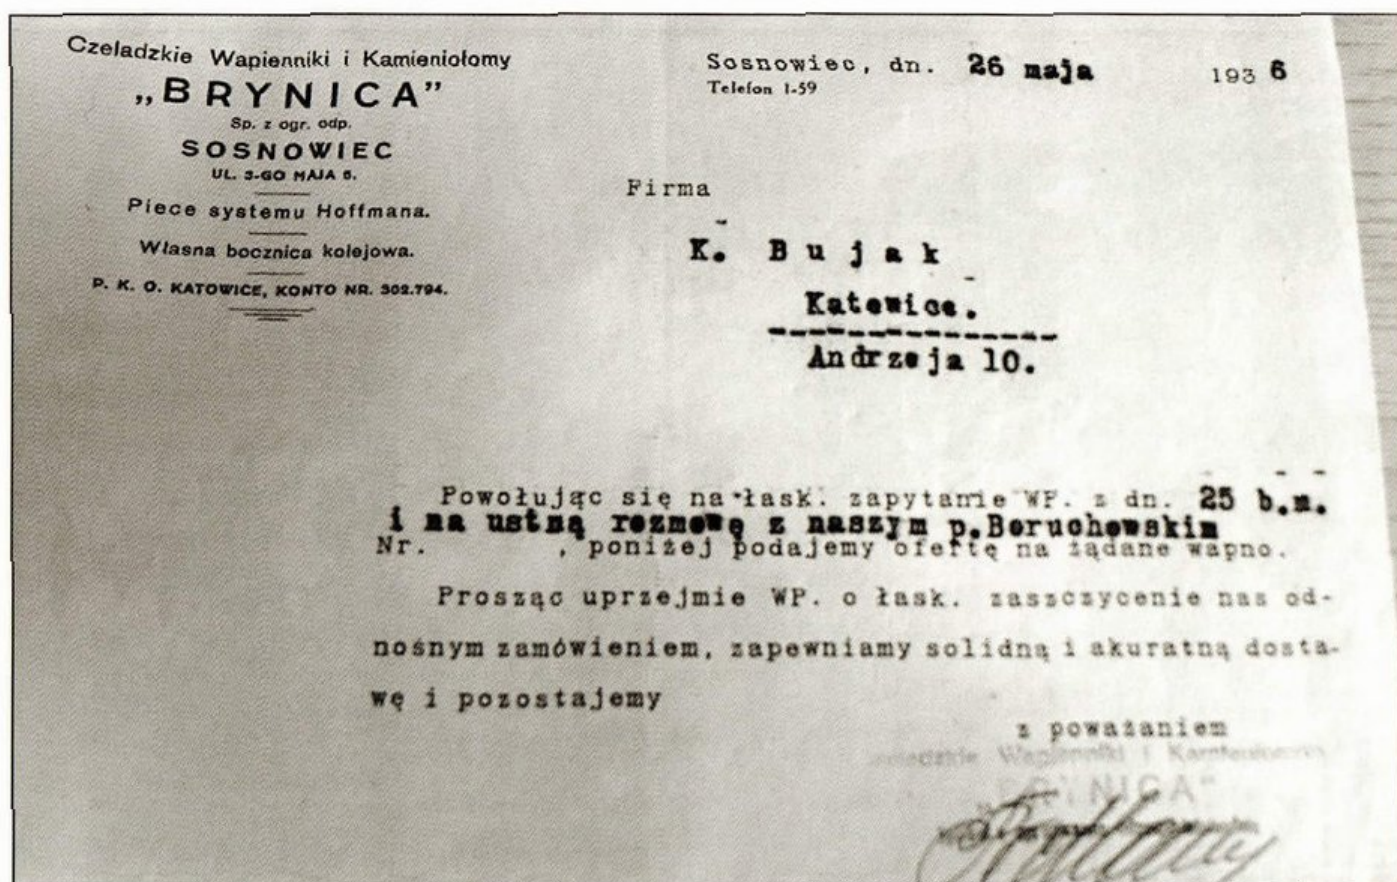 Czeladzkie Wapienniki i Kamieniołomy
„BRYNICA”
Sp. z ogr. odp.
SOSNOWIEC
UL. 3-GO MAJA 6.
Piece systemu Hoffmana.
Własna bocznica kolejowa.
P. K. O. KATOWICE, KONTO NR. 302.794.
Sosnowiec, dn. 26 maja 1936
Telefon 1-59
Firma
K. Bujak
Katowice.
Andrzeja 10.
Powołując się na łask. zapytanie WP. z dn. 25 b.m.
i na ustną rozmowę z naszym p.Boruchowskim
Nr. , poniżej podajemy ofertę na żądane wapno.
Prosząc uprzejmie WP. o łask. zaszczycenie nas od-
nośnym zamówieniem, zapewniamy solidną i akuratną dosta-
wę i pozostajemy
z poważaniem
Wapienniki i
BRYNICA”